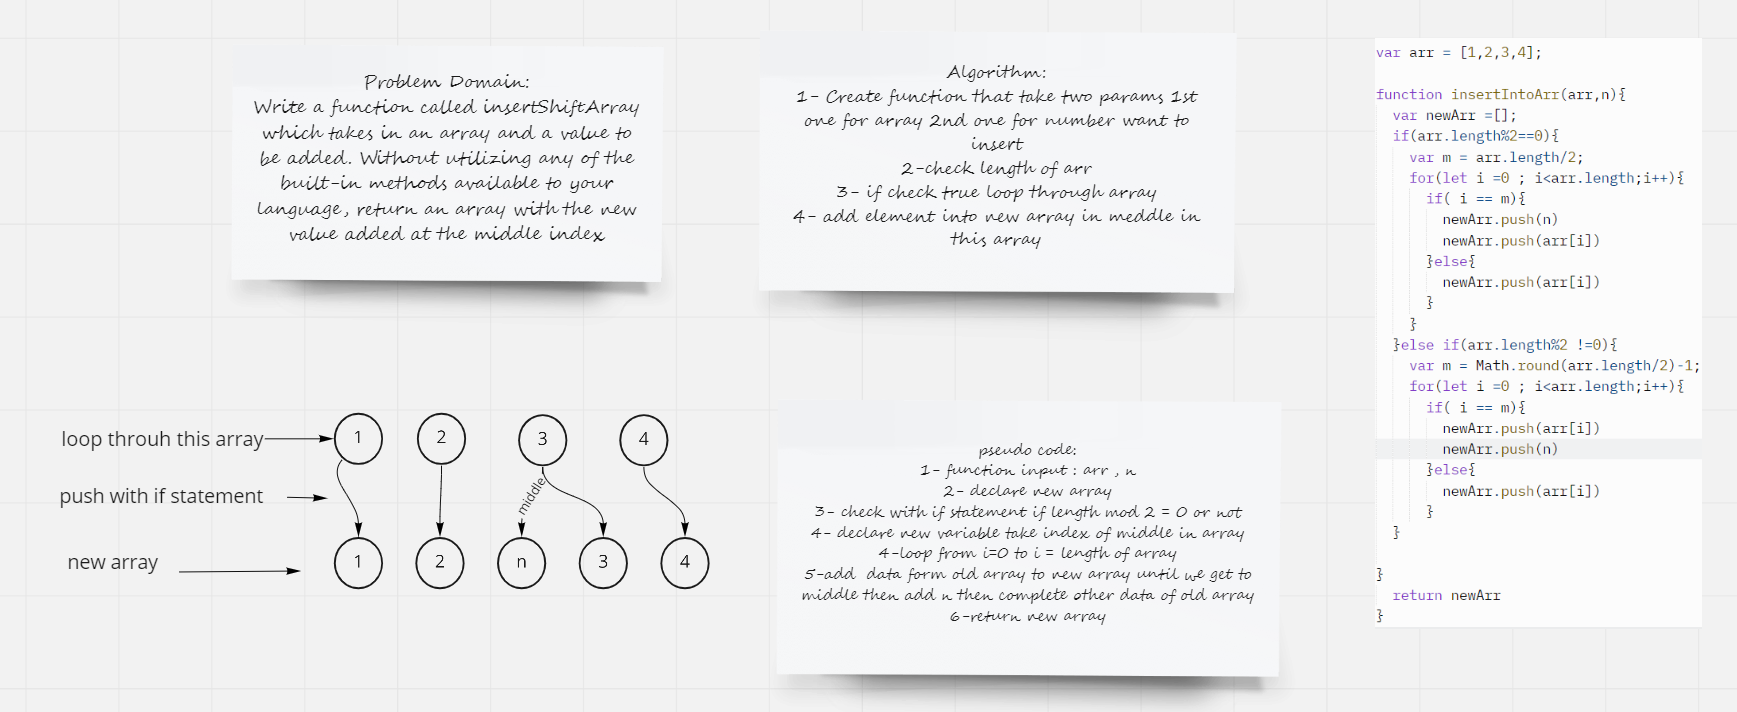 Problem Domain:
Write a function called insertShiftArray
which takes in an array and a value to
be added. Without utilizing any of the
built-in methods available to your
language, return an array with the new
value added at the middle index
Algorithm:
1- Create function that take two params 1st
one for array 2nd one for number want to
insert
2-check length of arr
3- if check true loop through array
4- add element into new array in meddle in
this array
var arr = [1,2,3,4];
function insertIntoArr(arr,n){
var newArr =[];
if(arr.length%2==0){
var m = arr.length/2;
for(let i =0 ; i<arr.length;i++){
if( i == m){
newArr.push(n)
newArr.push(arr[i])
}else{
newArr.push(arr[i])
}
}
}else if(arr.length%2 !=0){
var m = Math.round(arr.length/2)-1;
for(let i =0 ; i<arr.length;i++){
if( i == m){
newArr.push(arr[i])
newArr.push(n)
}else{
newArr.push(arr[i])
}
}
}
return newArr
}
loop throuh this array 1 2 3 4
push with if statement middle
new array 1 2 n 3 4
pseudo code:
1- function input : arr , n
2- declare new array
3- check with if statement if length mod 2 = 0 or not
4- declare new variable take index of middle in array
4-loop from i=0 to i = length of array
5-add data form old array to new array until we get to
middle then add n then complete other data of old array
6-return new array